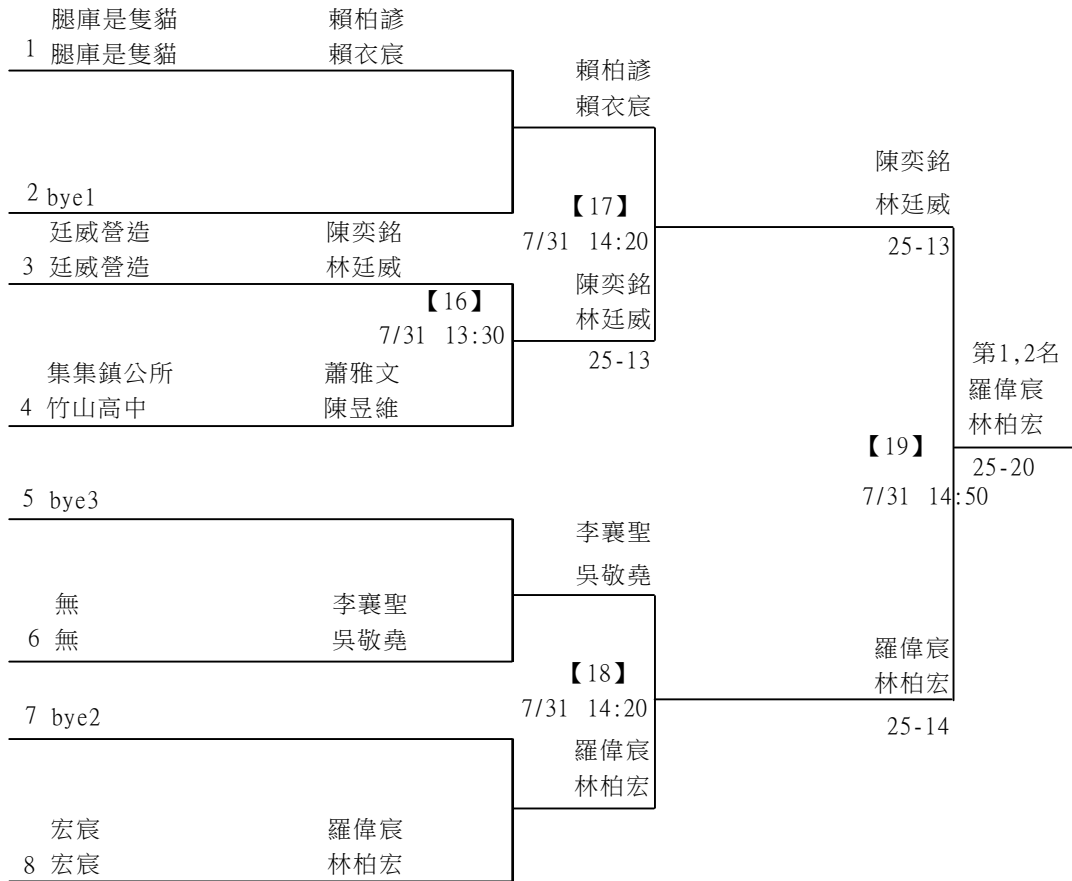 腿庫是隻貓 賴柏諺
1 腿庫是隻貓 賴衣宸
賴柏諺
賴衣宸
2 bye1
【17】
7/31 14:20
陳奕銘
林廷威
25-13
廷威營造 陳奕銘
3 廷威營造 林廷威
【16】
7/31 13:30
陳奕銘
林廷威
25-13
集集鎮公所 蕭雅文
4 竹山高中 陳昱維
第1,2名
羅偉宸
林柏宏
25-20
【19】
7/31 14:50
5 bye3
李襄聖
吳敬堯
無 李襄聖
6 無 吳敬堯
【18】
7/31 14:20
羅偉宸
林柏宏
25-14
7 bye2
羅偉宸
林柏宏
宏宸 羅偉宸
8 宏宸 林柏宏